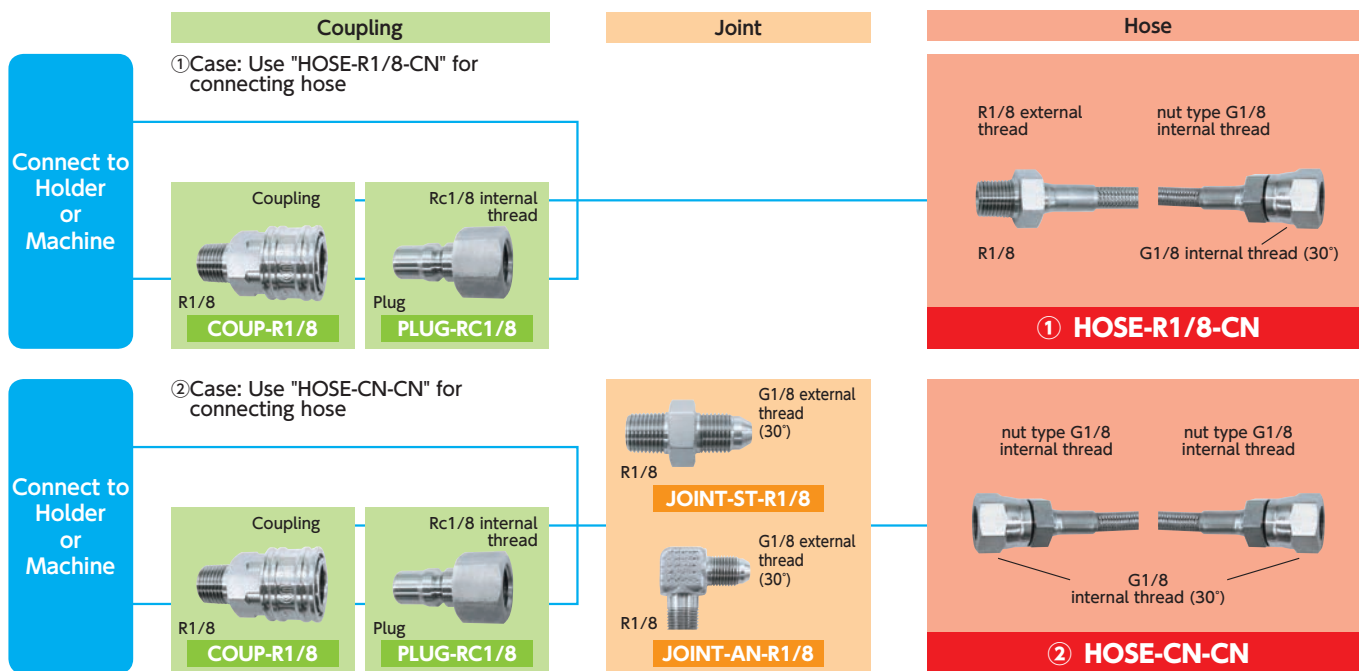 Coupling
Joint
Hose
①Case: Use "HOSE-R1/8-CN" for
connecting hose
Connect to
Holder
or
Machine
Coupling
R1/8
COUP-R1/8
Rc1/8 internal
thread
Plug
PLUG-RC1/8
R1/8 external
thread
nut type G1/8
internal thread
R1/8
G1/8 internal thread (30°)
① HOSE-R1/8-CN
②Case: Use "HOSE-CN-CN" for
connecting hose
Connect to
Holder
or
Machine
Coupling
R1/8
COUP-R1/8
Rc1/8 internal
thread
Plug
PLUG-RC1/8
G1/8 external
thread
(30°)
R1/8
JOINT-ST-R1/8
G1/8 external
thread
(30°)
R1/8
JOINT-AN-R1/8
nut type G1/8
internal thread
nut type G1/8
internal thread
G1/8
internal thread (30°)
② HOSE-CN-CN